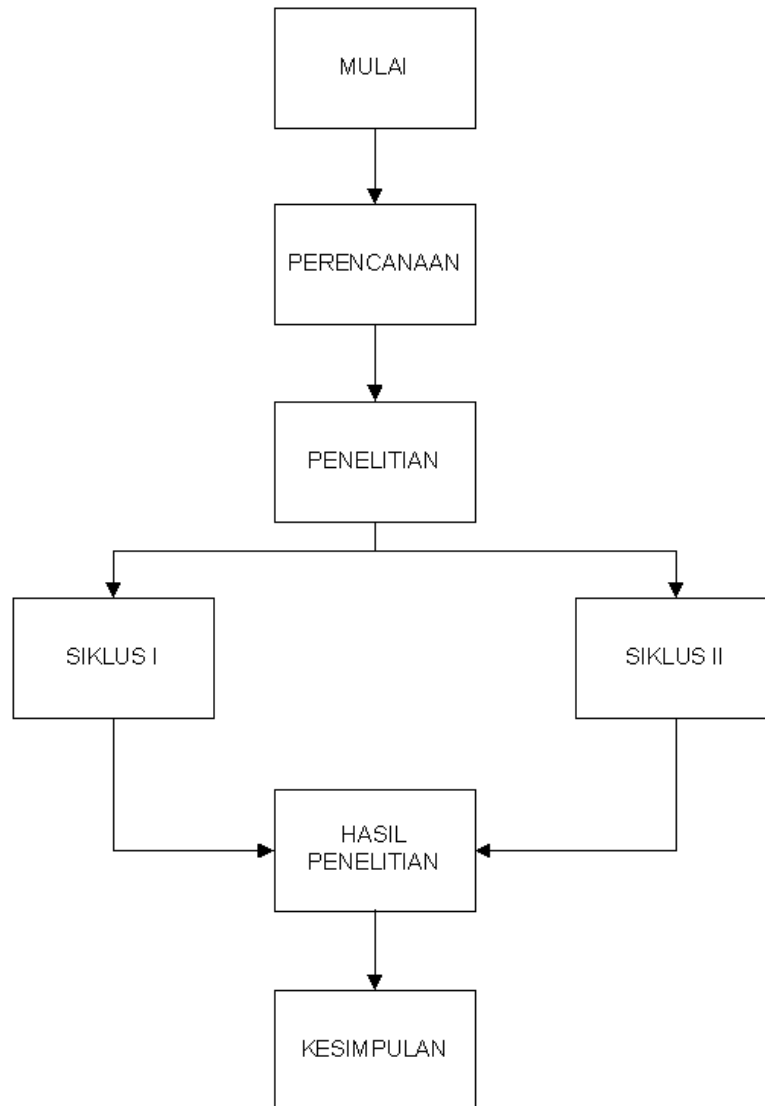 MULAI
PERENCANAAN
PENELITIAN
SIKLUS I
SIKLUS II
HASIL
PENELITIAN
KESIMPULAN